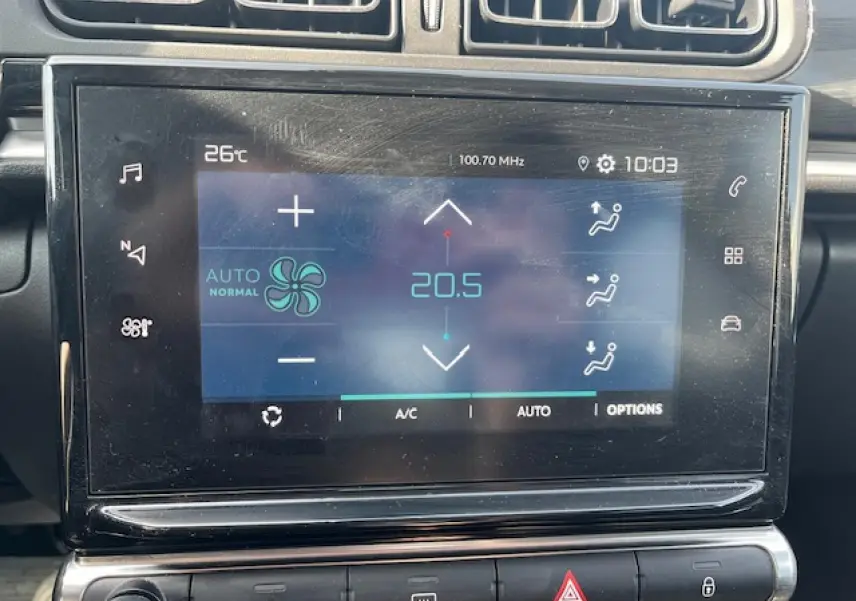 26°C
100.70 MHz
10:03
N
AUTO
NORMAL
20.5
A/C
AUTO
OPTIONS